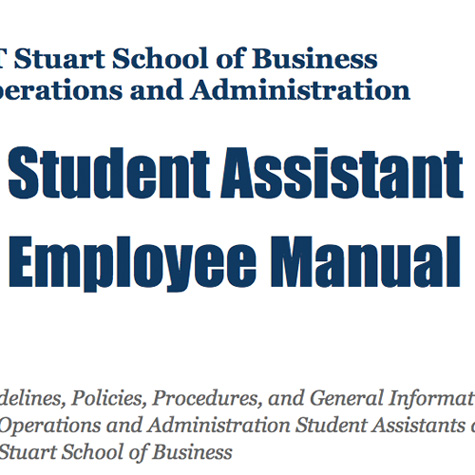 T Stuart School of Business
perations and Administration
Student Assistant
Employee Manual
delines, Policies, Procedures, and General Informat
Operations and Administration Student Assistants
Stuart School of Business